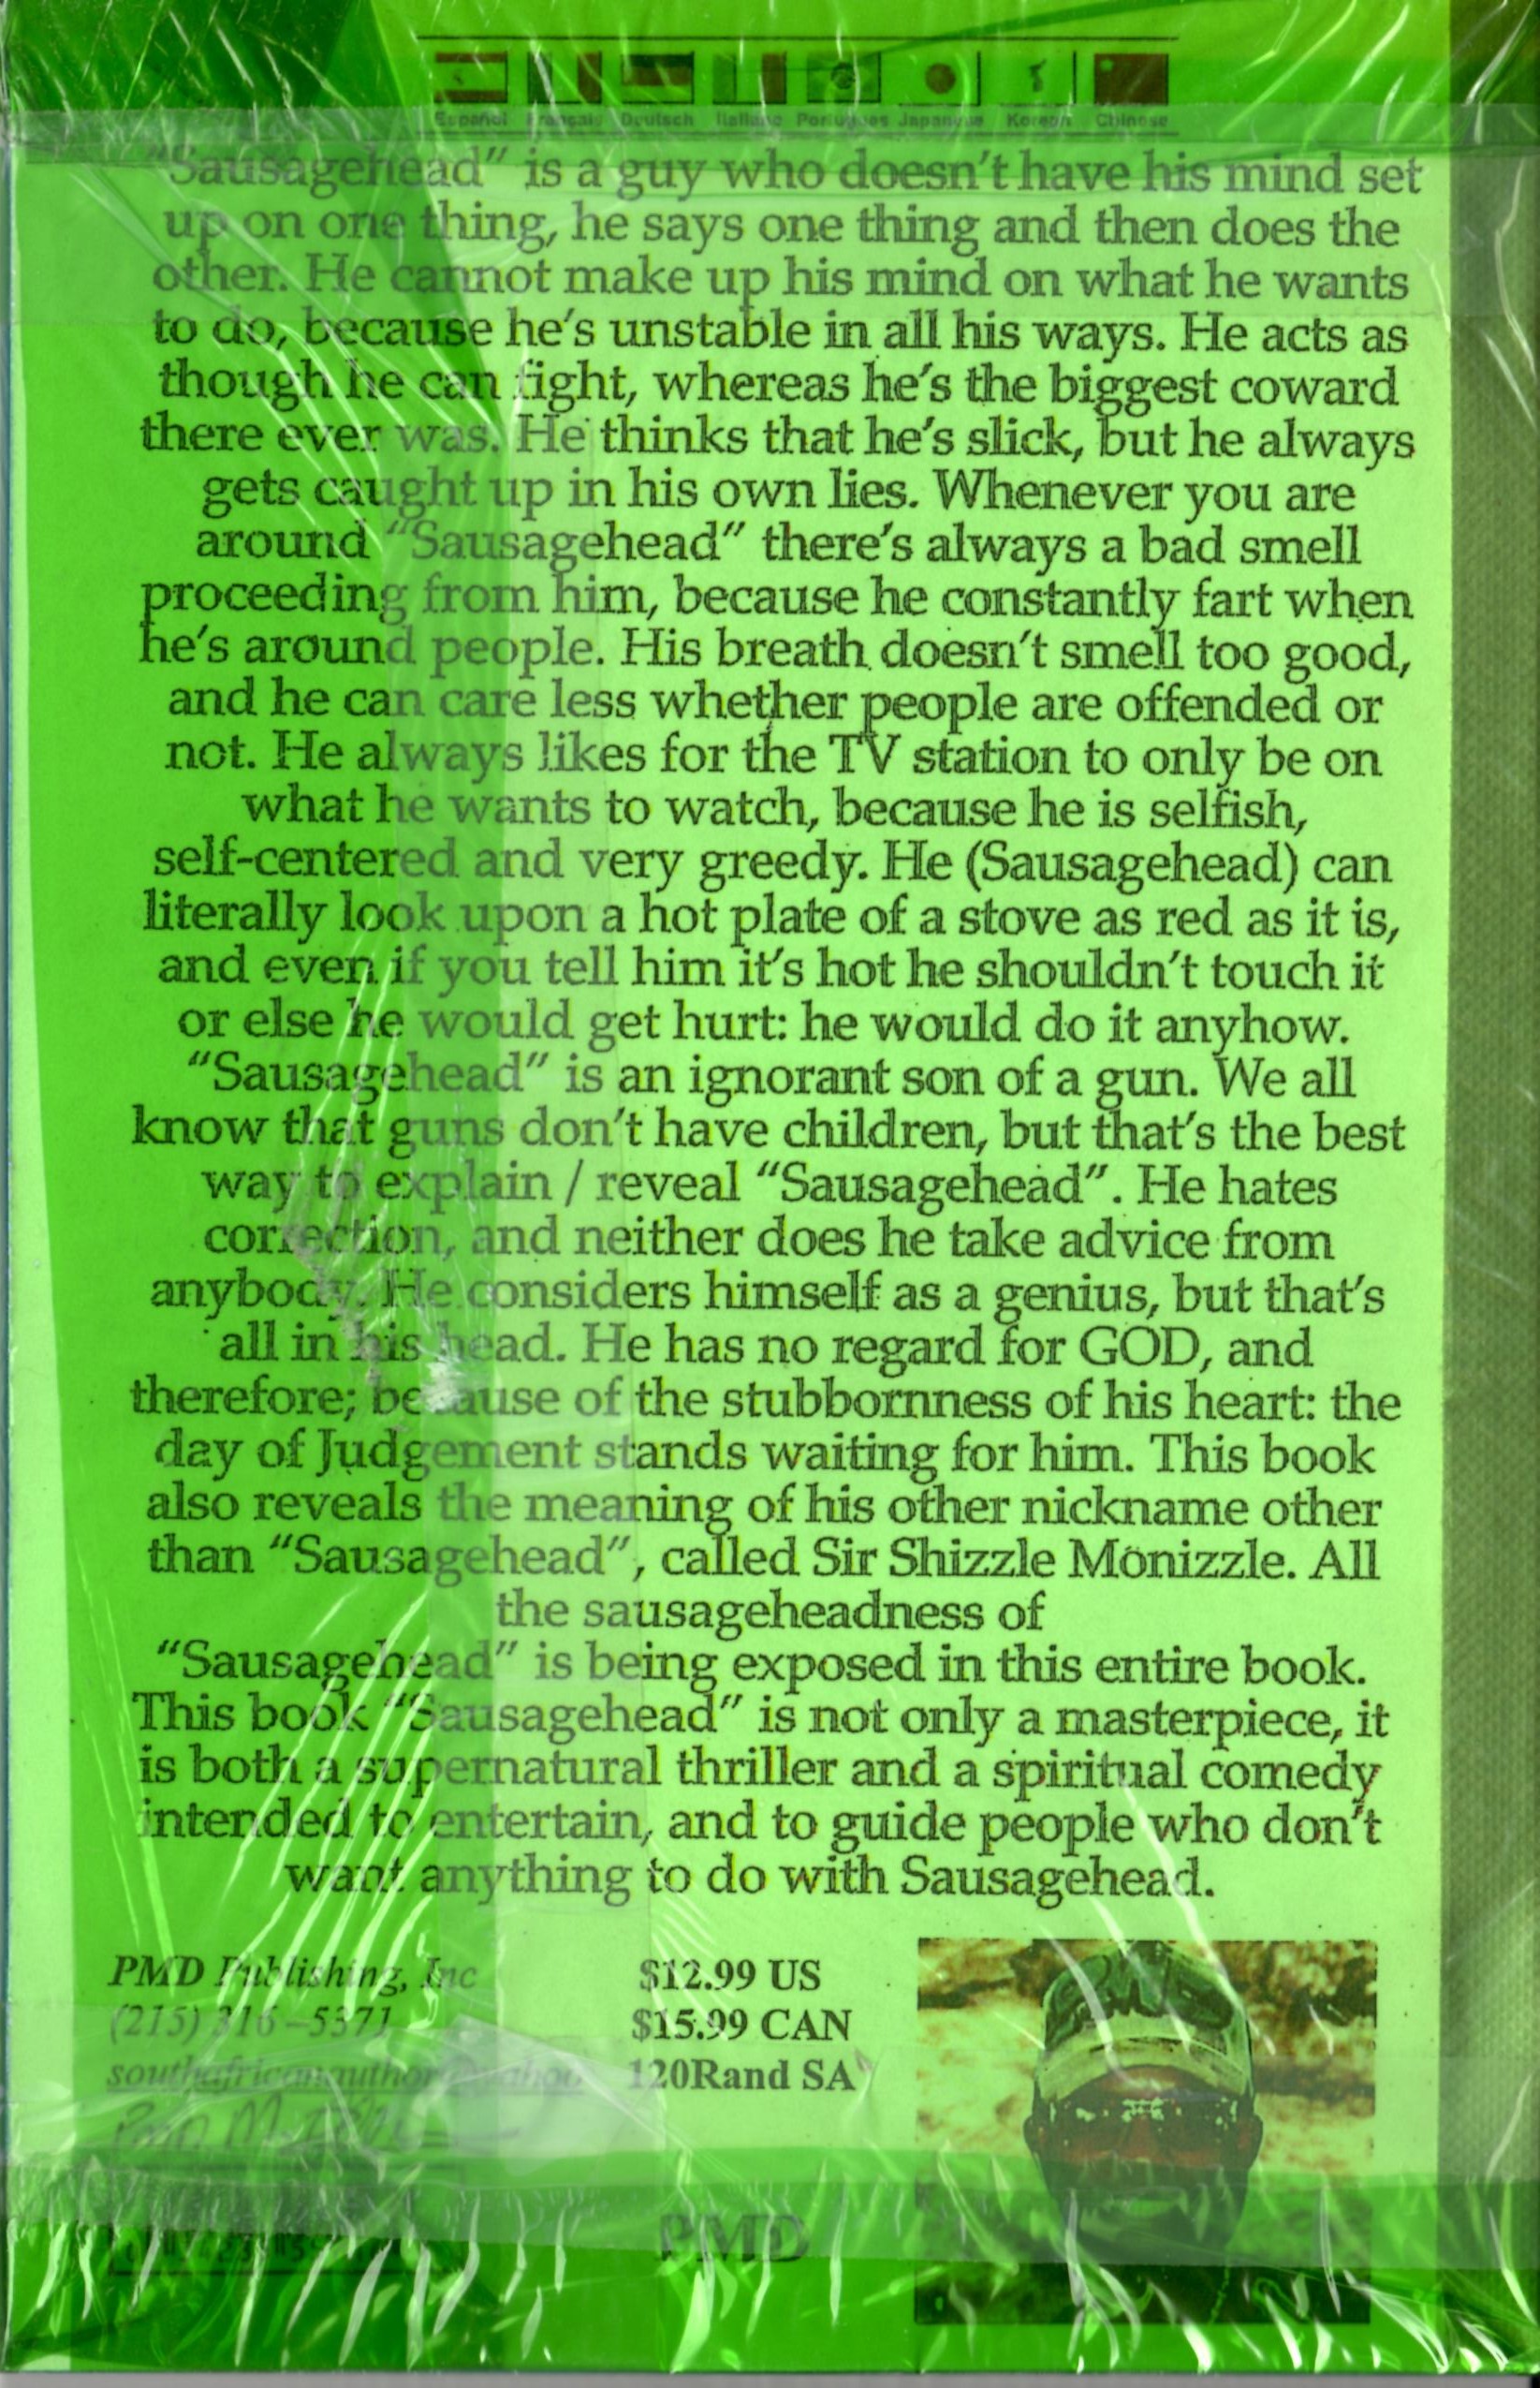 Español Français Deutsch Italiano Portugues Japanese Korean Chinese
"Sausagehead" is a guy who doesn't have his mind set
up on one thing, he says one thing and then does the
other. He cannot make up his mind on what he wants
to do, because he's unstable in all his ways. He acts as
though he can fight, whereas he's the biggest coward
there ever was. He thinks that he's slick, but he always
gets caught up in his own lies. Whenever you are
around "Sausagehead" there's always a bad smell
proceeding from him, because he constantly fart when
he's around people. His breath doesn't smell too good,
and he can care less whether people are offended or
not. He always likes for the TV station to only be on
what he wants to watch, because he is selfish,
self-centered and very greedy. He (Sausagehead) can
literally look upon a hot plate of a stove as red as it is,
and even if you tell him it's hot he shouldn't touch it
or else he would get hurt: he would do it anyhow.
"Sausagehead" is an ignorant son of a gun. We all
know that guns don't have children, but that's the best
way to explain / reveal "Sausagehead". He hates
correction, and neither does he take advice from
anybody. He considers himself as a genius, but that's
all in his head. He has no regard for GOD, and
therefore; because of the stubbornness of his heart: the
day of Judgement stands waiting for him. This book
also reveals the meaning of his other nickname other
than "Sausagehead", called Sir Shizzle Monizzle. All
the sausageheadness of
"Sausagehead" is being exposed in this entire book.
This book "Sausagehead" is not only a masterpiece, it
is both a supernatural thriller and a spiritual comedy
intended to entertain, and to guide people who don't
want anything to do with Sausagehead.
PMD Publishing, Inc
(215) 316-5371
southafricanauthor@yahoo
$12.99 US
$15.99 CAN
120Rand SA
PMD